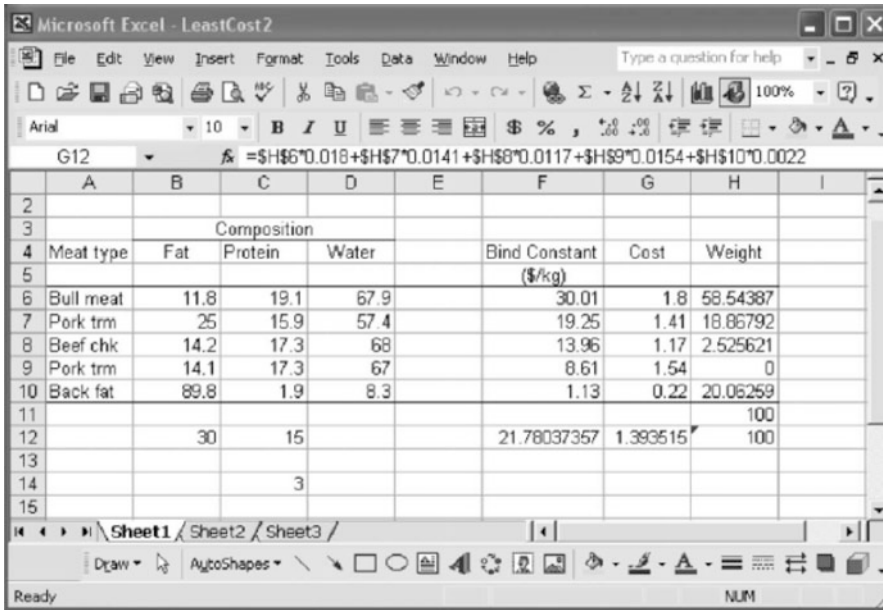 Microsoft Excel - LeastCost2
File Edit View Insert Format Tools Data Window Help Type a question for help
100%
Arial 10 B I U $ % ,
G12 fx =$H$6*0.018+$H$7*0.0141+$H$8*0.0117+$H$9*0.0154+$H$10*0.0022
A B C D E F G H I
2
3 Composition
4 Meat type Fat Protein Water Bind Constant Cost Weight
5 ($/kg)
6 Bull meat 11.8 19.1 67.9 30.01 1.8 58.54387
7 Pork trm 25 15.9 57.4 19.25 1.41 18.86792
8 Beef chk 14.2 17.3 68 13.96 1.17 2.525621
9 Pork trm 14.1 17.3 67 8.61 1.54 0
10 Back fat 89.8 1.9 8.3 1.13 0.22 20.06259
11 100
12 30 15 21.78037357 1.393515 100
13
14 3
15
Sheet1 / Sheet2 / Sheet3 /
Draw AutoShapes
Ready NUM